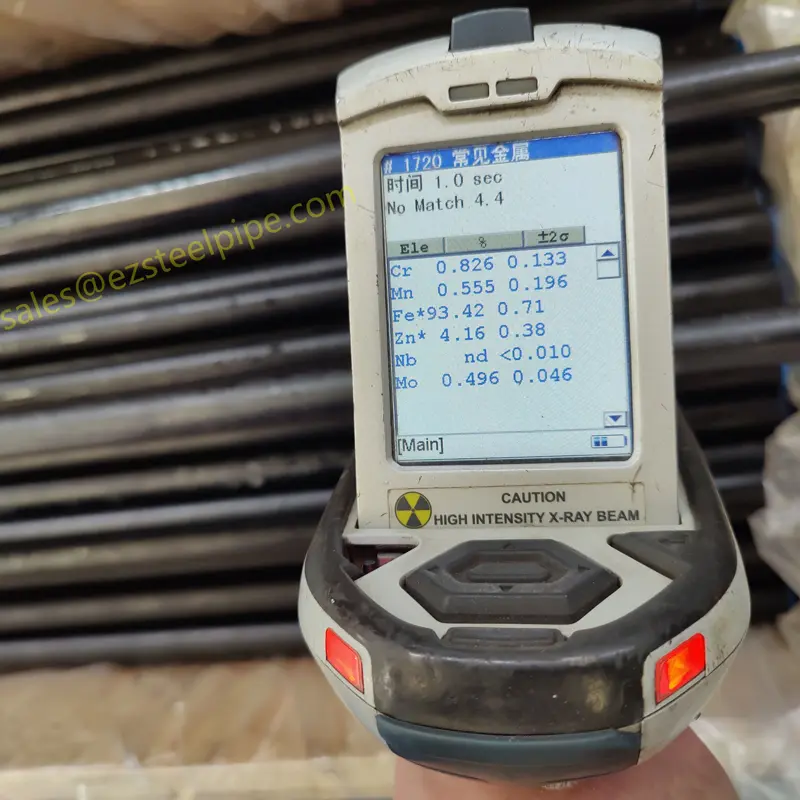 # 1720 常见金属
时间 1.0 sec
No Match 4.4
Ele % ±2σ
Cr 0.826 0.133
Mn 0.555 0.196
Fe*93.42 0.71
Zn* 4.16 0.38
Nb nd <0.010
Mo 0.496 0.046
[Main]
CAUTION
HIGH INTENSITY X-RAY BEAM
sales@ezsteelpipe.com